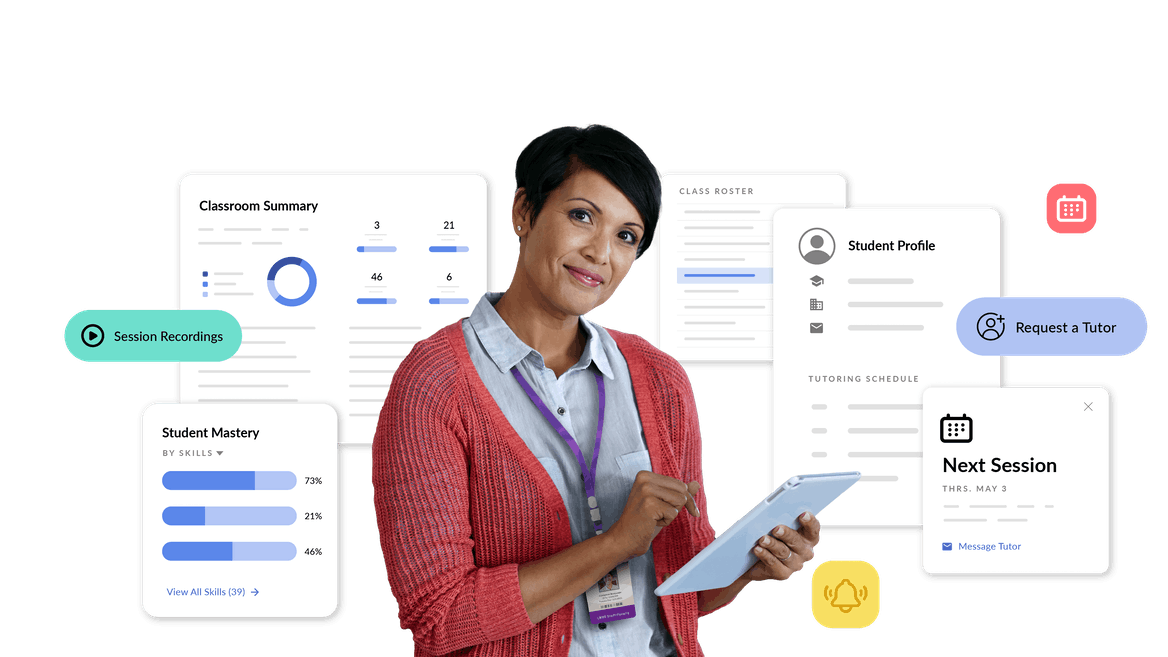 Classroom Summary
3
21
46
6
Session Recordings
Student Mastery
BY SKILLS
73%
21%
46%
View All Skills (39)
CLASS ROSTER
Student Profile
TUTORING SCHEDULE
Request a Tutor
Next Session
THRS. MAY 3
Message Tutor